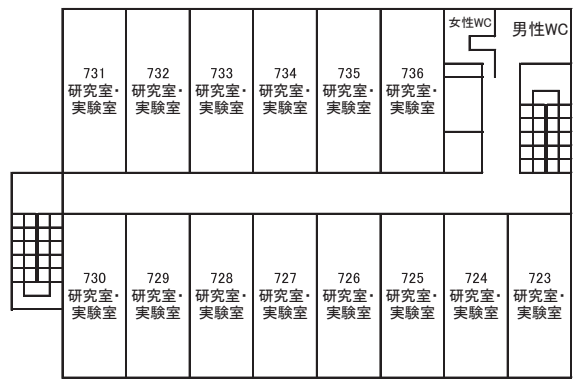 女性WC
男性WC
731
研究室・
実験室
732
研究室・
実験室
733
研究室・
実験室
734
研究室・
実験室
735
研究室・
実験室
736
研究室・
実験室
730
研究室・
実験室
729
研究室・
実験室
728
研究室・
実験室
727
研究室・
実験室
726
研究室・
実験室
725
研究室・
実験室
724
研究室・
実験室
723
研究室・
実験室